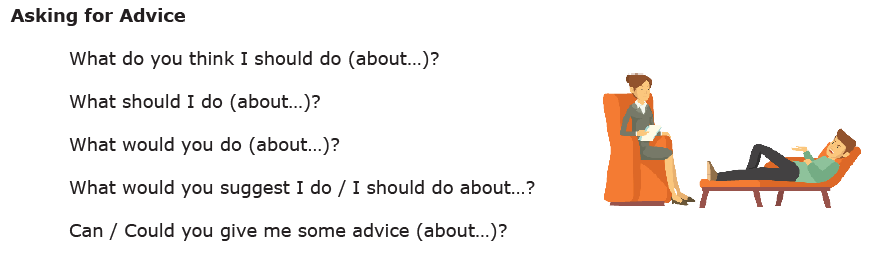 Asking for Advice
What do you think I should do (about…)?
What should I do (about…)?
What would you do (about…)?
What would you suggest I do / I should do about…?
Can / Could you give me some advice (about…)?